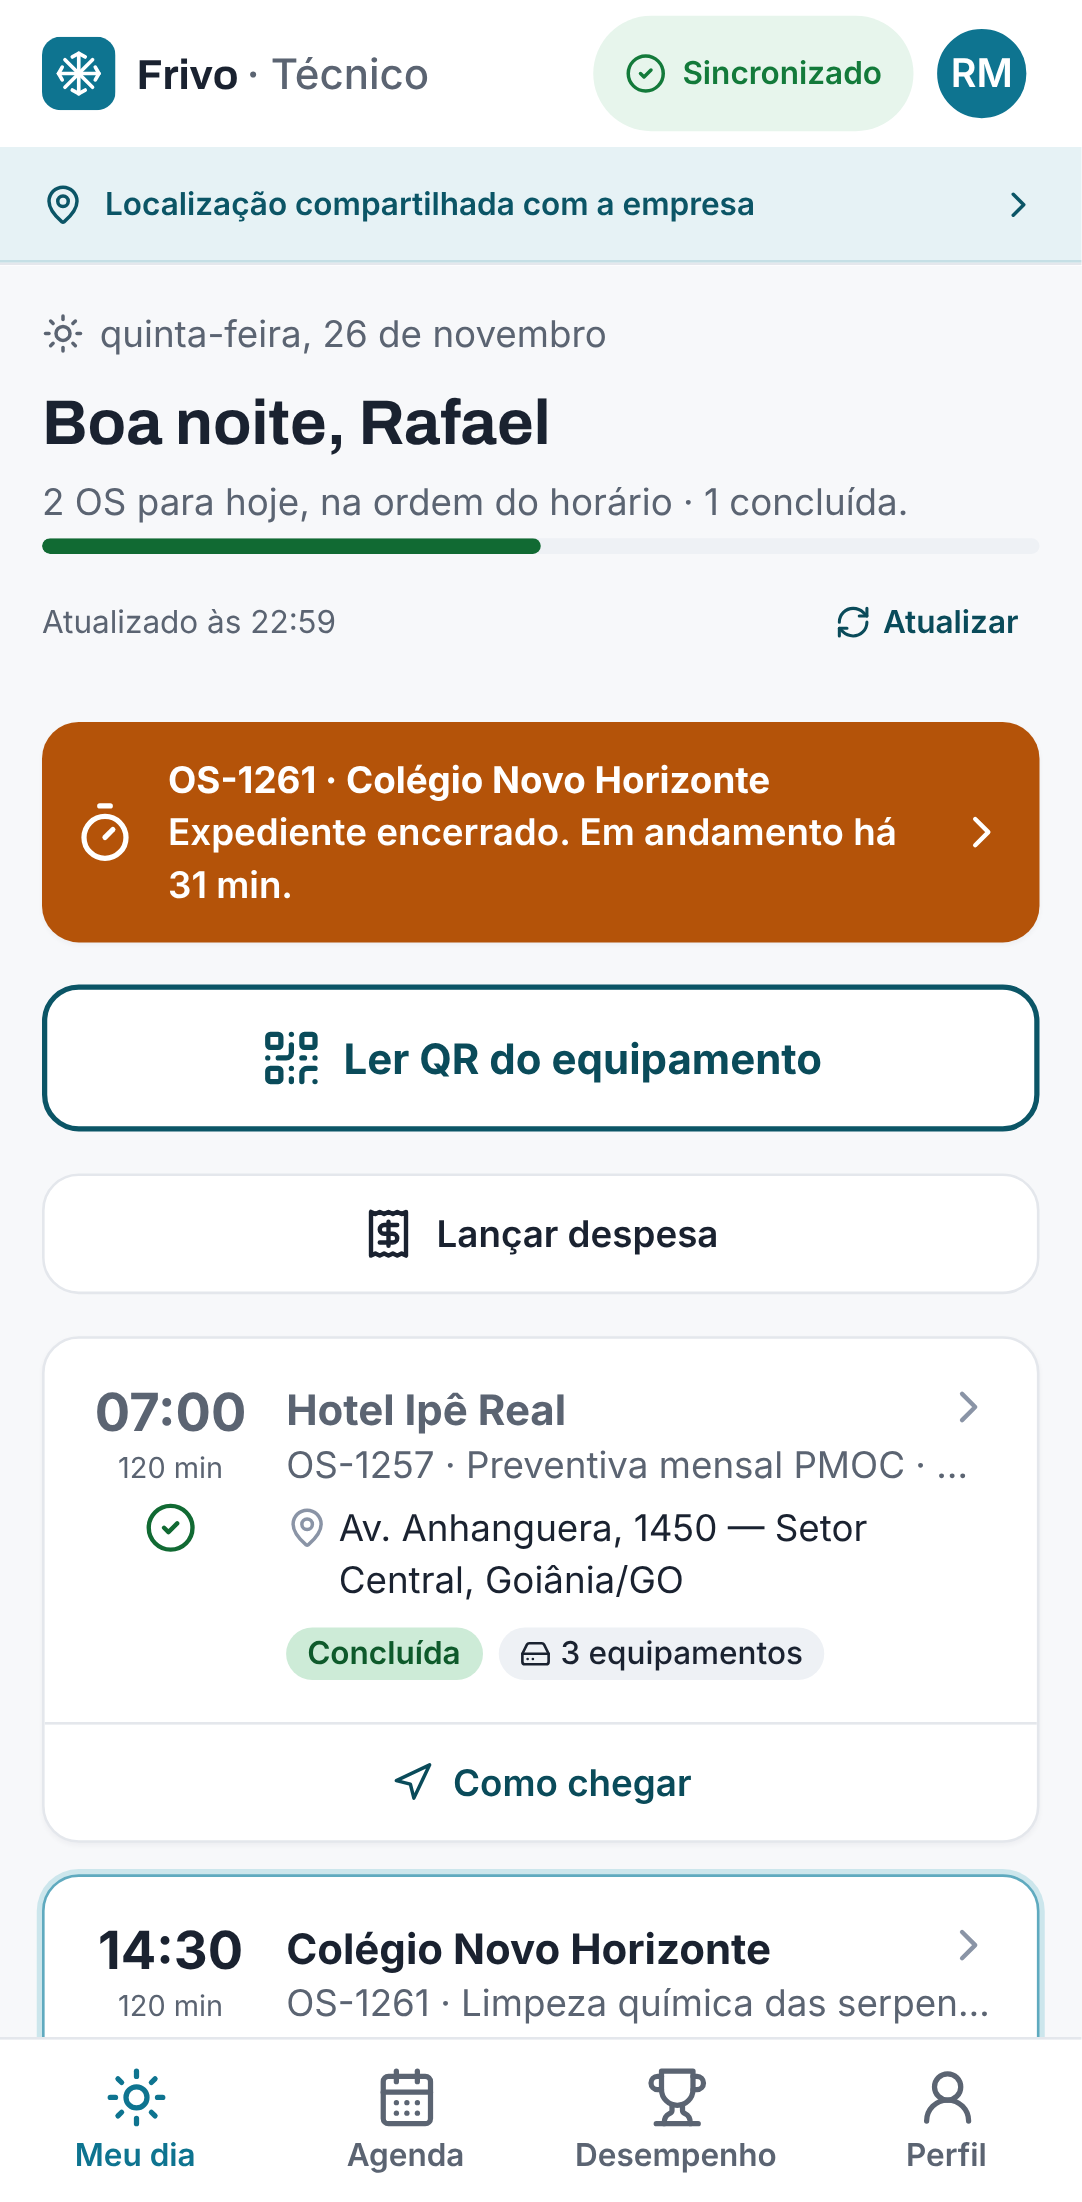 Frivo · Técnico
Sincronizado
RM
Localização compartilhada com a empresa
quinta-feira, 26 de novembro
Boa noite, Rafael
2 OS para hoje, na ordem do horário · 1 concluída.
Atualizado às 22:59
Atualizar
OS-1261 · Colégio Novo Horizonte
Expediente encerrado. Em andamento há
31 min.
Ler QR do equipamento
Lançar despesa
07:00
120 min
Hotel Ipê Real
OS-1257 · Preventiva mensal PMOC · ...
Av. Anhanguera, 1450 — Setor
Central, Goiânia/GO
Concluída
3 equipamentos
Como chegar
14:30
120 min
Colégio Novo Horizonte
OS-1261 · Limpeza química das serpen...
Meu dia
Agenda
Desempenho
Perfil